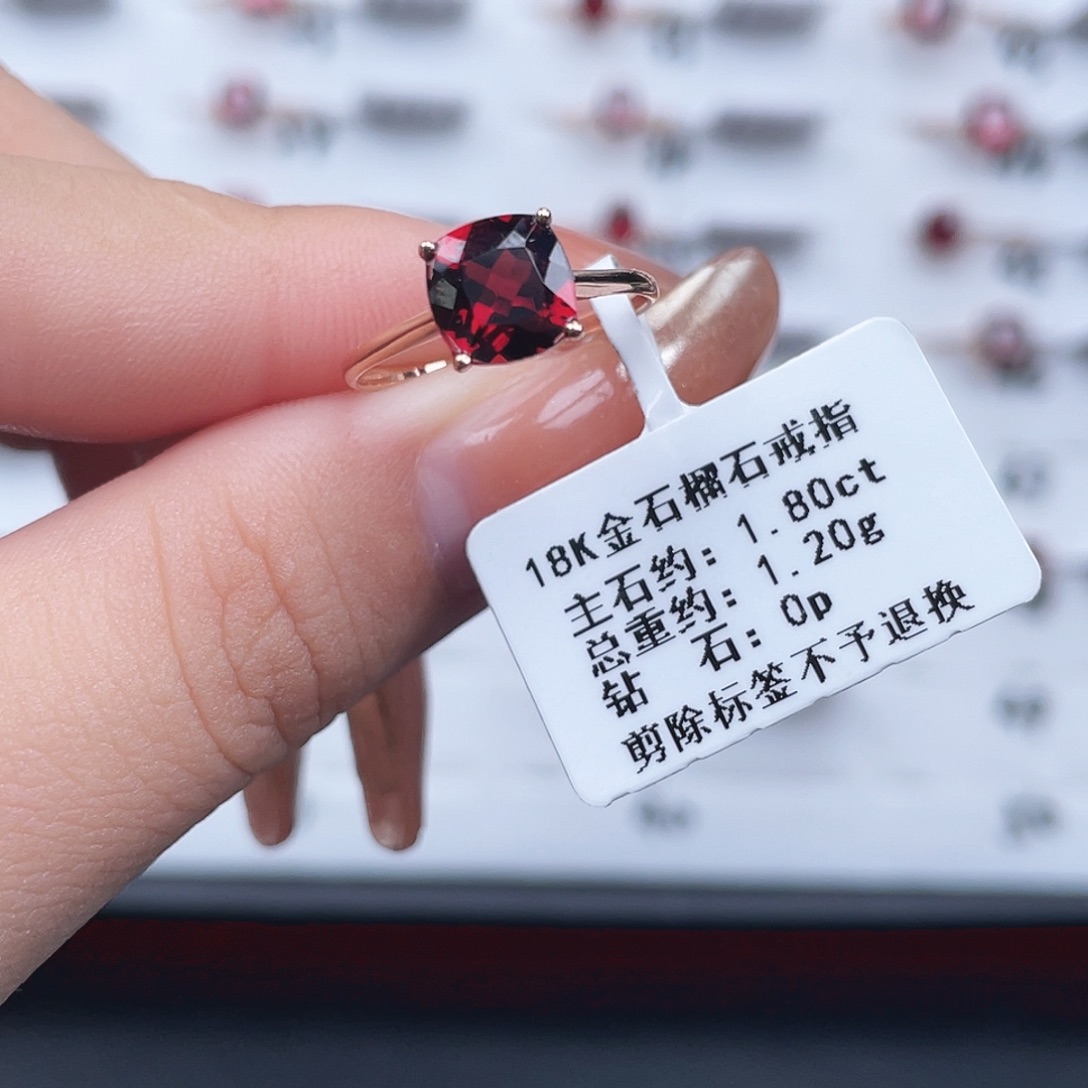 18K金石榴石戒指
主石约: 1.80ct
总重约: 1.20g
钻 石: 0p
剪除标签不予退换